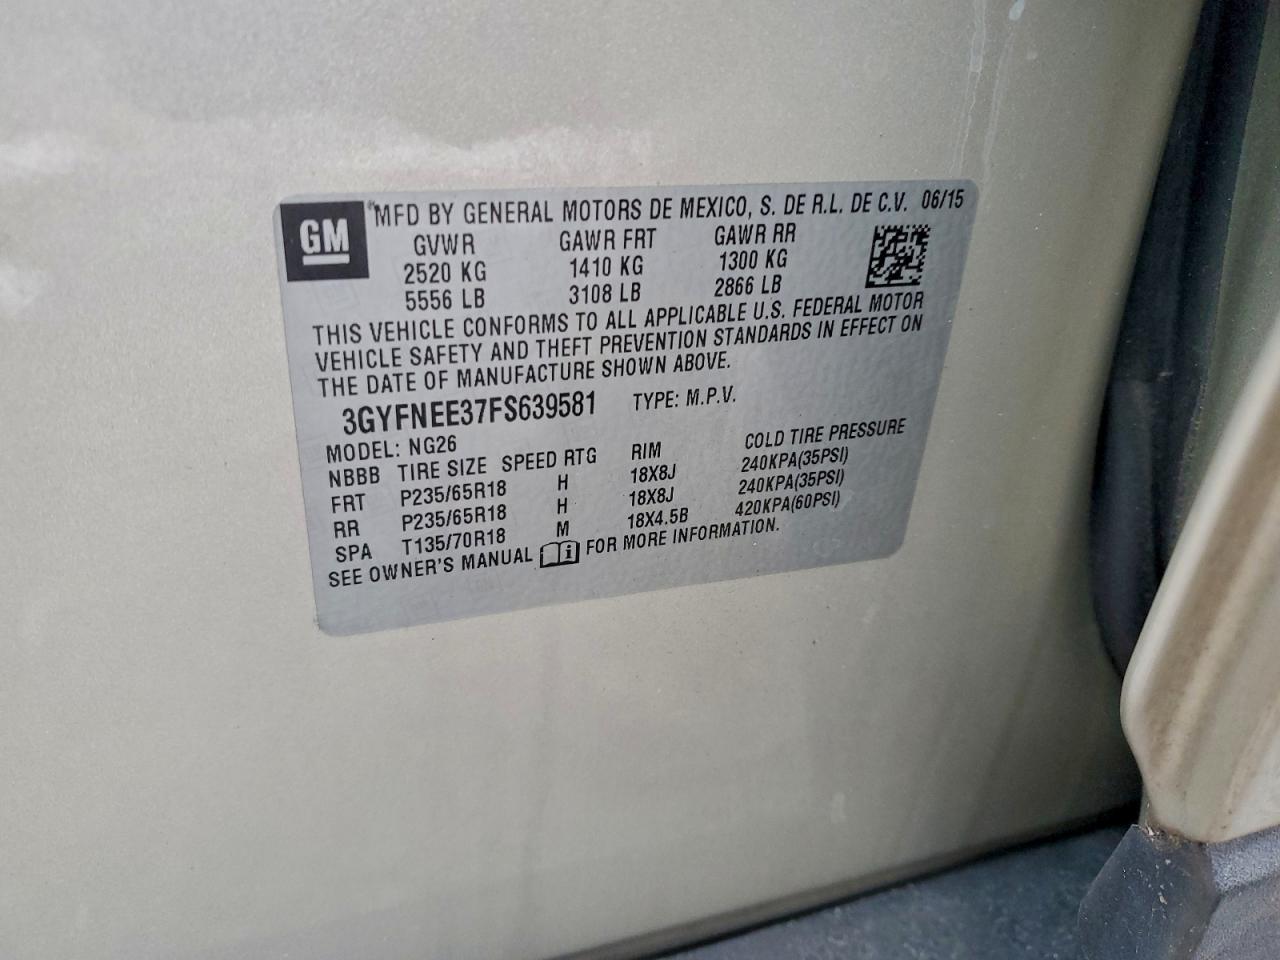 GM MFD BY GENERAL MOTORS DE MEXICO, S. DE R.L. DE C.V. 06/15
GVWR GAWR FRT GAWR RR
2520 KG 1410 KG 1300 KG
5556 LB 3108 LB 2866 LB
THIS VEHICLE CONFORMS TO ALL APPLICABLE U.S. FEDERAL MOTOR
VEHICLE SAFETY AND THEFT PREVENTION STANDARDS IN EFFECT ON
THE DATE OF MANUFACTURE SHOWN ABOVE.
3GYFNEE37FS639581 TYPE: M.P.V.
MODEL: NG26
NBBB TIRE SIZE SPEED RTG RIM COLD TIRE PRESSURE
FRT P235/65R18 H 18X8J 240KPA(35PSI)
RR P235/65R18 H 18X8J 240KPA(35PSI)
SPA T135/70R18 M 18X4.5B 420KPA(60PSI)
SEE OWNER'S MANUAL i FOR MORE INFORMATION.